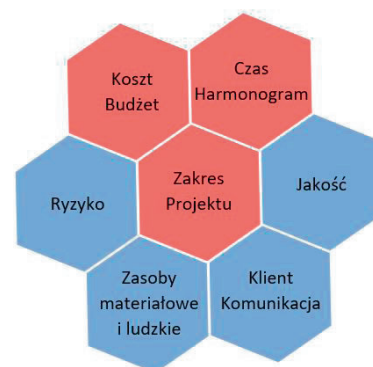 Koszt
Budżet
Czas
Harmonogram
Ryzyko
Zakres
Projektu
Jakość
Zasoby
materiałowe
i ludzkie
Klient
Komunikacja